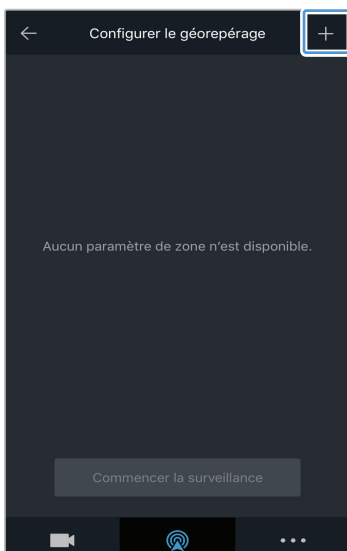 Configurer le géorepérage
Aucun paramètre de zone n'est disponible.
Commencer la surveillance